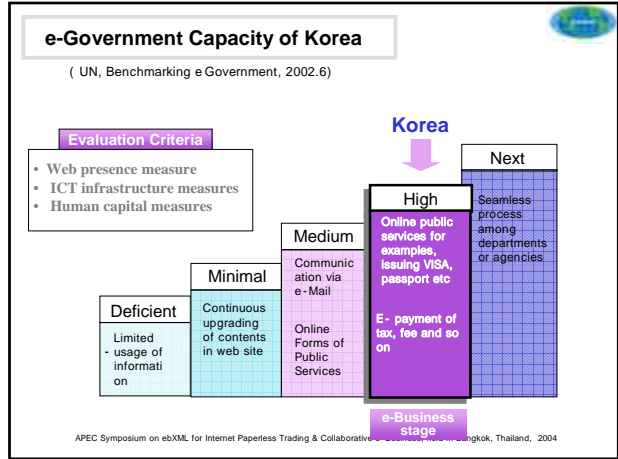 e-Government Capacity of Korea
( UN, Benchmarking e Government, 2002.6)
Evaluation Criteria
• Web presence measure
• ICT infrastructure measures
• Human capital measures
Korea
Deficient
Limited
- usage of
informati
on
Minimal
Continuous
upgrading
of contents
in web site
Medium
Communic
ation via
e-Mail
Online
Forms of
Public
Services
High
Online public
services for
examples,
issuing VISA,
passport etc
E- payment of
tax, fee and so
on
Next
Seamless
process
among
departments
or agencies
e-Business
stage
APEC Symposium on ebXML for Internet Paperless Trading & Collaborative e-Business, held in Bangkok, Thailand, 2004